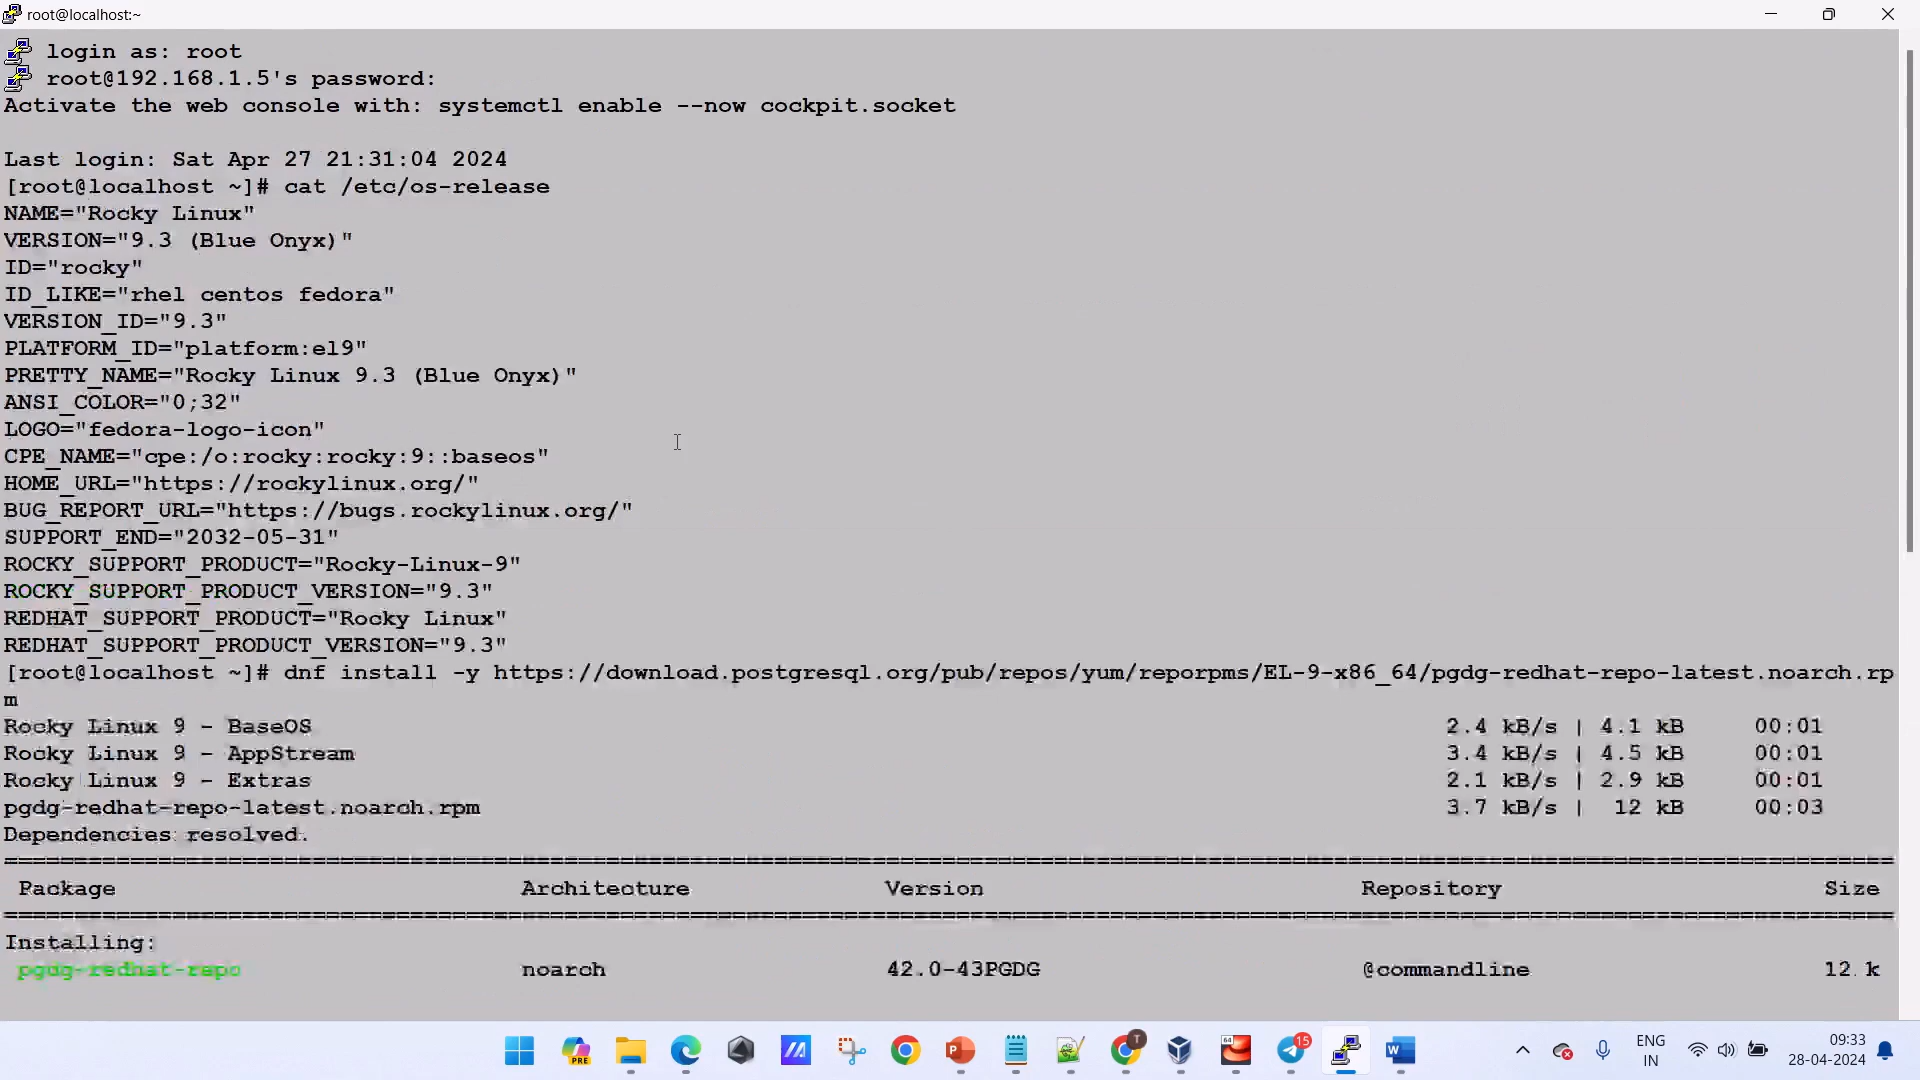 root@localhost:~
login as: root
root@192.168.1.5's password:
Activate the web console with: systemctl enable --now cockpit.socket
Last login: Sat Apr 27 21:31:04 2024
[root@localhost ~]# cat /etc/os-release
NAME="Rocky Linux"
VERSION="9.3 (Blue Onyx)"
ID="rocky"
ID_LIKE="rhel centos fedora"
VERSION_ID="9.3"
PLATFORM_ID="platform:el9"
PRETTY_NAME="Rocky Linux 9.3 (Blue Onyx)"
ANSI_COLOR="0;32"
LOGO="fedora-logo-icon"
CPE_NAME="cpe:/o:rocky:rocky:9::baseos"
HOME_URL="https://rockylinux.org/"
BUG_REPORT_URL="https://bugs.rockylinux.org/"
SUPPORT_END="2032-05-31"
ROCKY_SUPPORT_PRODUCT="Rocky-Linux-9"
ROCKY_SUPPORT_PRODUCT_VERSION="9.3"
REDHAT_SUPPORT_PRODUCT="Rocky Linux"
REDHAT_SUPPORT_PRODUCT_VERSION="9.3"
[root@localhost ~]# dnf install -y https://download.postgresql.org/pub/repos/yum/reporpms/EL-9-x86_64/pgdg-redhat-repo-latest.noarch.rp
m
Rocky Linux 9 - BaseOS 2.4 kB/s | 4.1 kB 00:01
Rocky Linux 9 - AppStream 3.4 kB/s | 4.5 kB 00:01
Rocky Linux 9 - Extras 2.1 kB/s | 2.9 kB 00:01
pgdg-redhat-repo-latest.noarch.rpm 3.7 kB/s | 12 kB 00:03
Dependencies resolved.
Package Architecture Version Repository Size
Installing:
pgdg-redhat-repo noarch 42.0-43PGDG @commandline 12 k
PRE
64
T
15
ENG
IN
09:33
28-04-2024